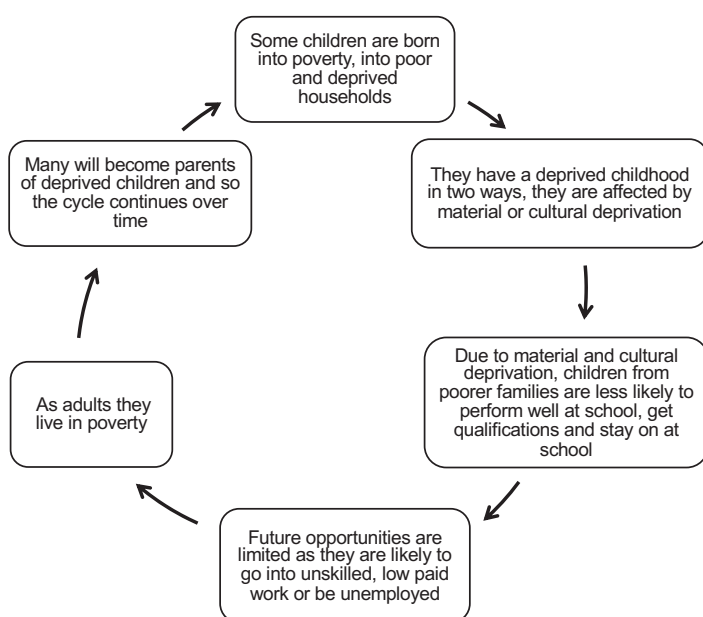 Some children are born
into poverty, into poor
and deprived
households
They have a deprived childhood
in two ways, they are affected by
material or cultural deprivation
Due to material and cultural
deprivation, children from
poorer families are less likely to
perform well at school, get
qualifications and stay on at
school
Future opportunities are
limited as they are likely to
go into unskilled, low paid
work or be unemployed
As adults they
live in poverty
Many will become parents
of deprived children and so
the cycle continues over
time